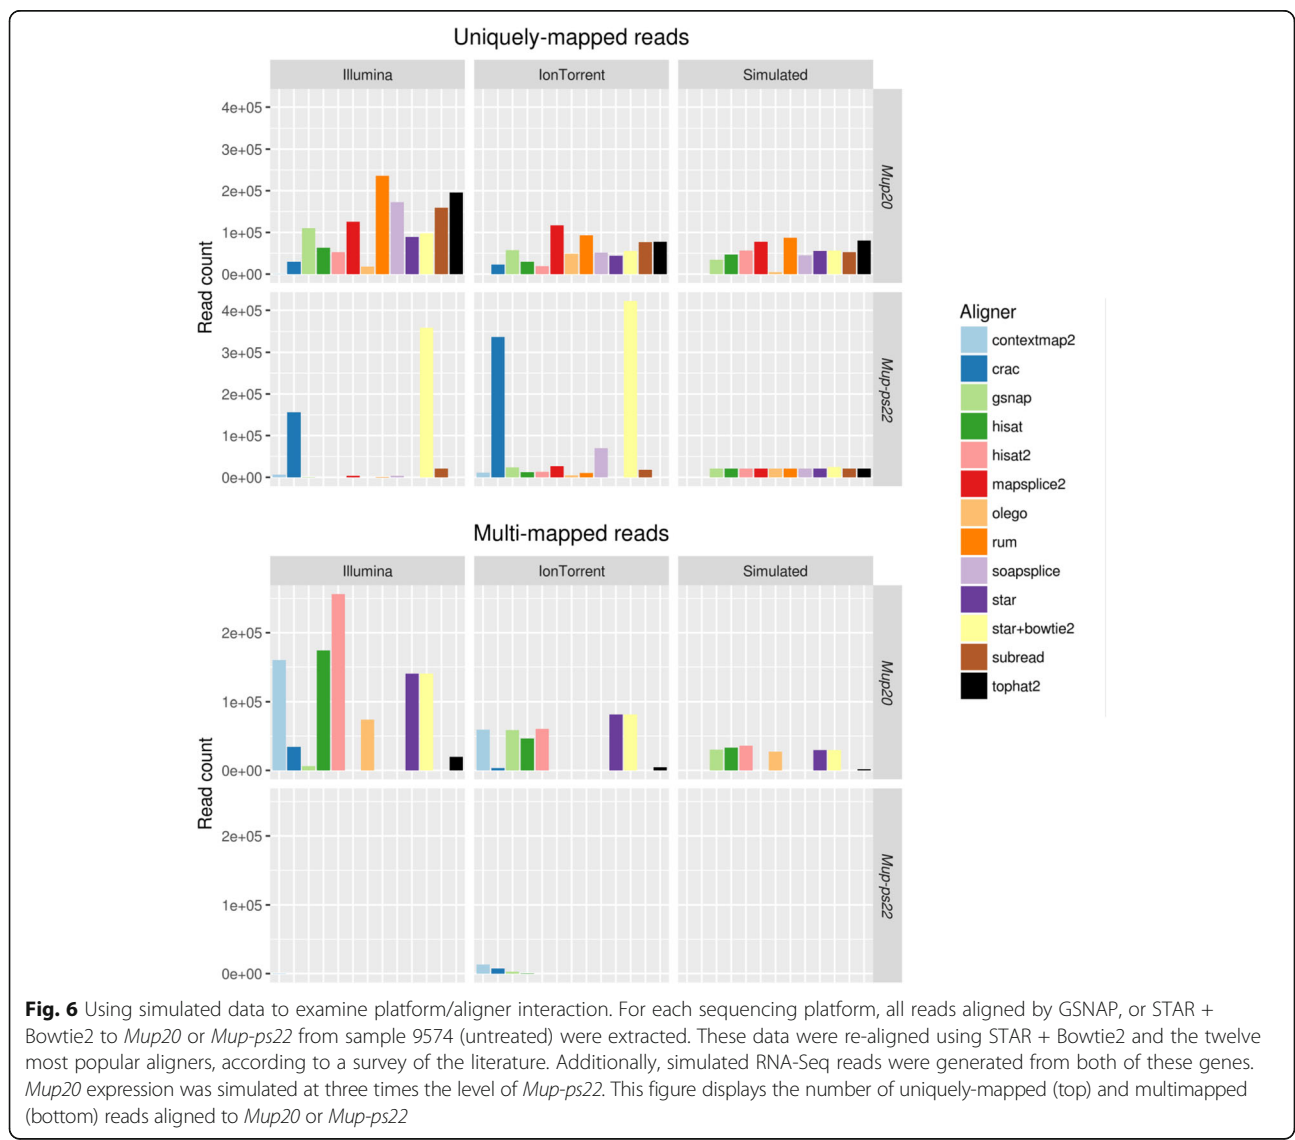 Uniquely-mapped reads
Illumina
IonTorrent
Simulated
4e+05
3e+05
2e+05
1e+05
0e+00
Mup20
4e+05
3e+05
2e+05
1e+05
0e+00
Mup-ps22
Read count
Multi-mapped reads
Illumina
IonTorrent
Simulated
2e+05
1e+05
0e+00
Mup20
2e+05
1e+05
0e+00
Mup-ps22
Read count
Aligner
contextmap2
crac
gsnap
hisat
hisat2
mapsplice2
olego
rum
soapsplice
star
star+bowtie2
subread
tophat2
Fig. 6 Using simulated data to examine platform/aligner interaction. For each sequencing platform, all reads aligned by GSNAP, or STAR +
Bowtie2 to Mup20 or Mup-ps22 from sample 9574 (untreated) were extracted. These data were re-aligned using STAR + Bowtie2 and the twelve
most popular aligners, according to a survey of the literature. Additionally, simulated RNA-Seq reads were generated from both of these genes.
Mup20 expression was simulated at three times the level of Mup-ps22. This figure displays the number of uniquely-mapped (top) and multimapped
(bottom) reads aligned to Mup20 or Mup-ps22